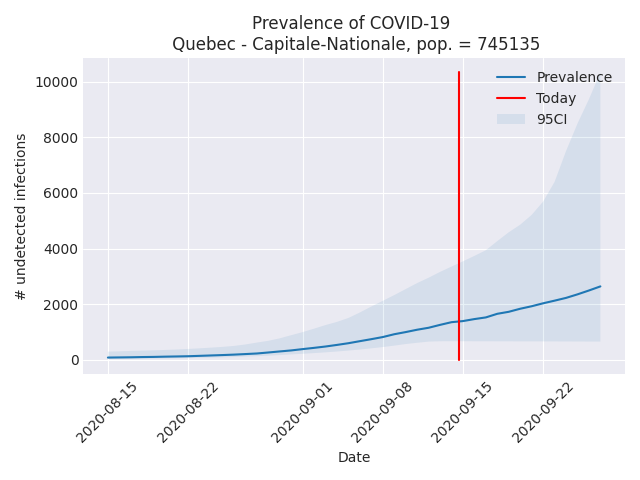 Prevalence of COVID-19
Quebec - Capitale-Nationale, pop. = 745135
Prevalence
Today
95CI
# undetected infections
10000
8000
6000
4000
2000
0
2020-08-15
2020-08-22
2020-09-01
2020-09-08
2020-09-15
2020-09-22
Date